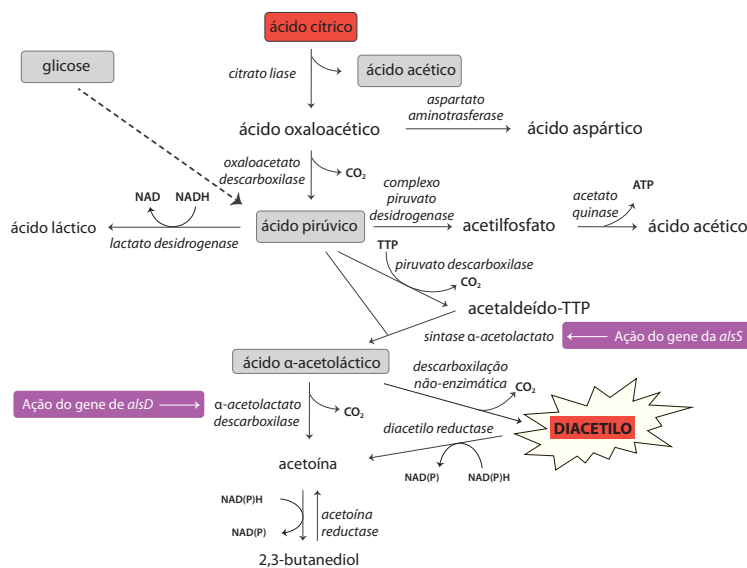 ácido cítrico
glicose
citrato liase
ácido acético
ácido oxaloacético
aspartato
aminotrasferase
ácido aspártico
oxaloacetato
descarboxilase
CO2
complexo
piruvato
desidrogenase
acetato
quinase
ATP
NAD
NADH
ácido láctico
lactato desidrogenase
ácido pirúvico
acetilfosfato
ácido acético
TTP
piruvato descarboxilase
CO2
acetaldeído-TTP
sintase α-acetolactato
Ação do gene da alsS
ácido α-acetoláctico
descarboxilação
não-enzimática
CO2
Ação do gene de alsD
α-acetolactato
descarboxilase
CO2
diacetilo reductase
DIACETILO
acetoína
NAD(P)
NAD(P)H
NAD(P)H
NAD(P)
acetoína
reductase
2,3-butanediol